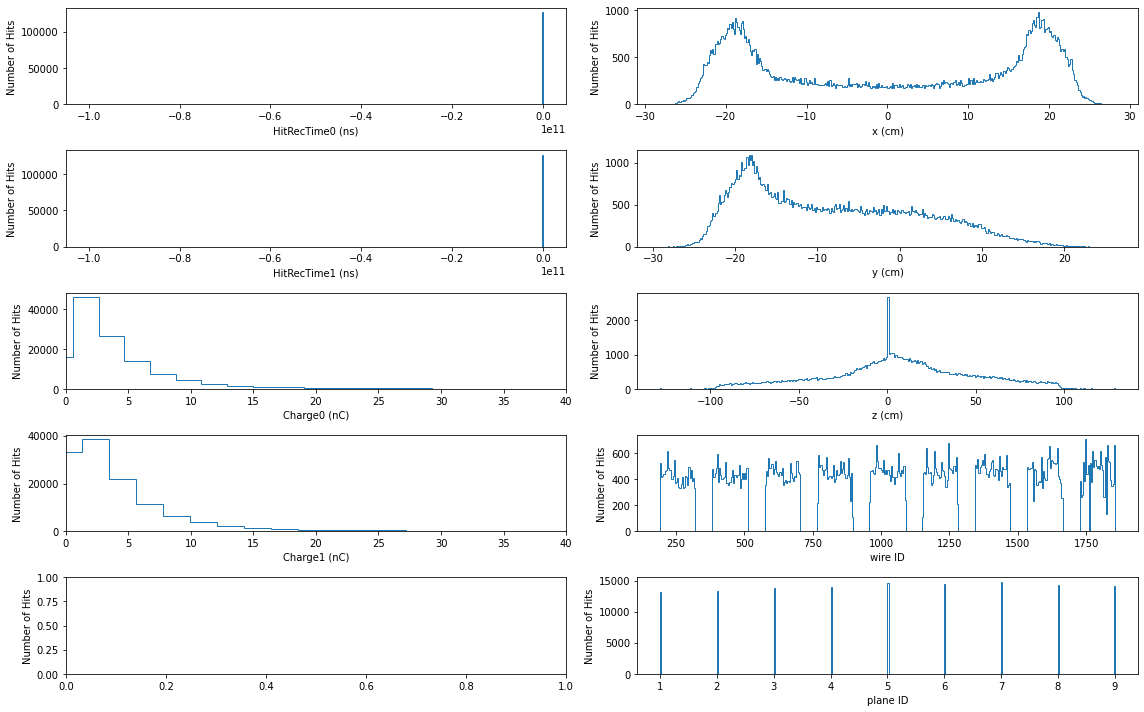 Number of Hits
100000
50000
0
−1.0 −0.8 −0.6 −0.4 −0.2 0.0
1e11
HitRecTime0 (ns)
Number of Hits
1000
500
0
−30 −20 −10 0 10 20 30
x (cm)
Number of Hits
100000
50000
0
−1.0 −0.8 −0.6 −0.4 −0.2 0.0
1e11
HitRecTime1 (ns)
Number of Hits
1000
500
0
−30 −20 −10 0 10 20
y (cm)
Number of Hits
40000
20000
0
0 5 10 15 20 25 30 35 40
Charge0 (nC)
Number of Hits
2000
1000
0
−100 −50 0 50 100
z (cm)
Number of Hits
40000
20000
0
0 5 10 15 20 25 30 35 40
Charge1 (nC)
Number of Hits
600
400
200
0
250 500 750 1000 1250 1500 1750
wire ID
Number of Hits
1.00
0.75
0.50
0.25
0.00
0.0 0.2 0.4 0.6 0.8 1.0
Number of Hits
15000
10000
5000
0
1 2 3 4 5 6 7 8 9
plane ID